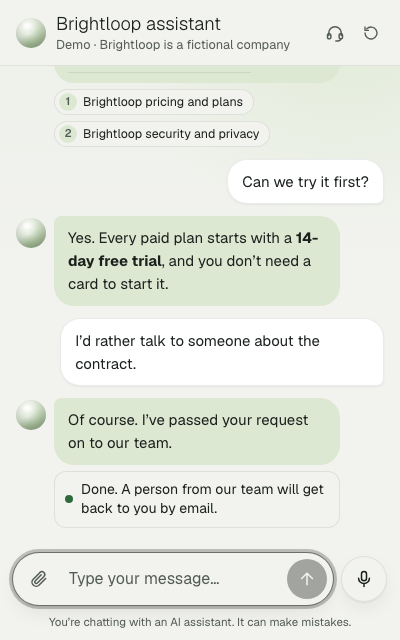 Brightloop assistant
Demo · Brightloop is a fictional company
1 Brightloop pricing and plans
2 Brightloop security and privacy
Can we try it first?
Yes. Every paid plan starts with a 14-
day free trial, and you don’t need a
card to start it.
I’d rather talk to someone about the
contract.
Of course. I’ve passed your request
on to our team.
Done. A person from our team will get
back to you by email.
Type your message…
You’re chatting with an AI assistant. It can make mistakes.